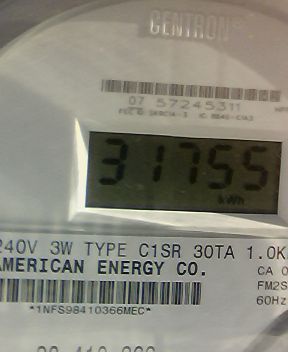 CENTRON®
07 57245311
31755
kWh
240V 3W TYPE C1SR 30TA 1.0K
AMERICAN ENERGY CO.
CA 0
FM2S
60Hz
*1NFS98410366MEC*